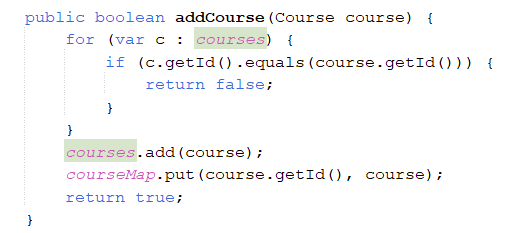 public boolean addCourse(Course course) {
    for (var c : courses) {
        if (c.getId().equals(course.getId())) {
            return false;
        }
    }
    courses.add(course);
    courseMap.put(course.getId(), course);
    return true;
}